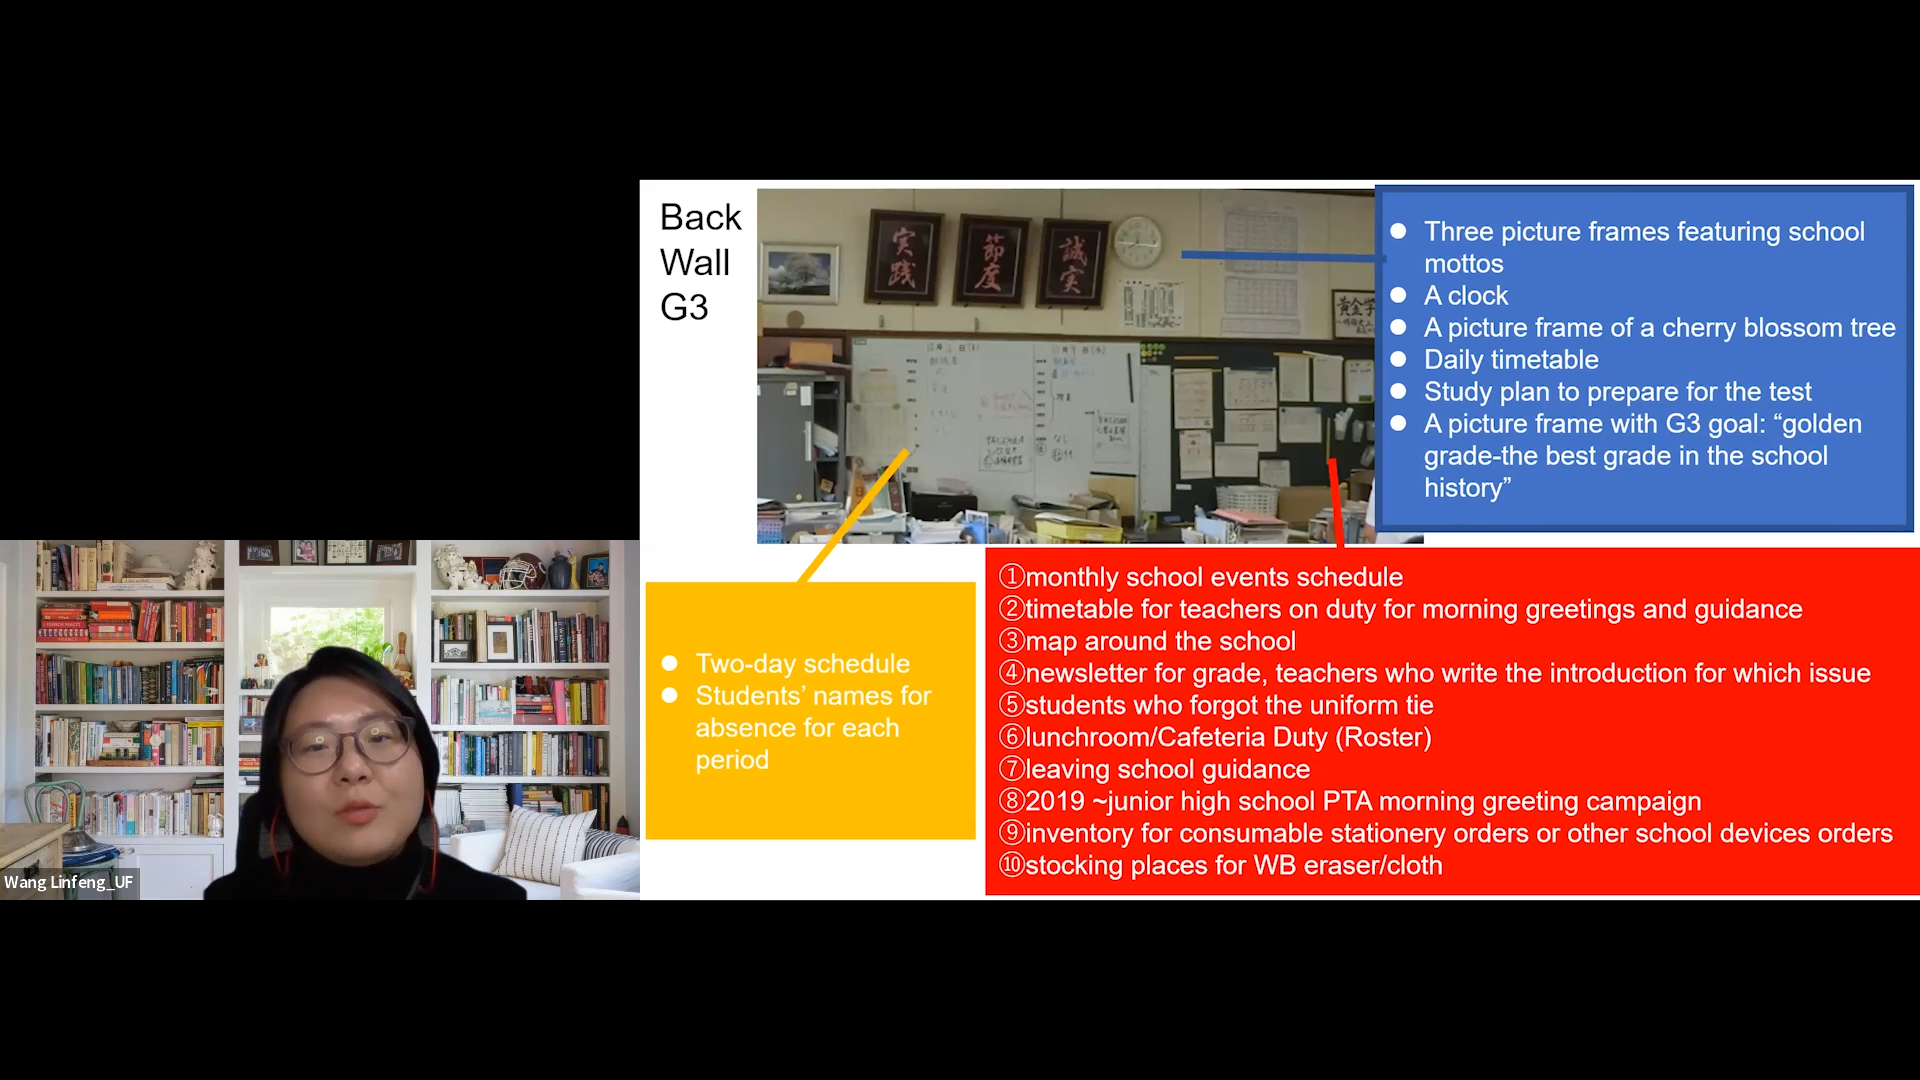 Back
Wall
G3
実践
節度
誠実
● Three picture frames featuring school
mottos
● A clock
● A picture frame of a cherry blossom tree
● Daily timetable
● Study plan to prepare for the test
● A picture frame with G3 goal: “golden
grade-the best grade in the school
history”
● Two-day schedule
● Students’ names for
absence for each
period
①monthly school events schedule
②timetable for teachers on duty for morning greetings and guidance
③map around the school
④newsletter for grade, teachers who write the introduction for which issue
⑤students who forgot the uniform tie
⑥lunchroom/Cafeteria Duty (Roster)
⑦leaving school guidance
⑧2019 ~junior high school PTA morning greeting campaign
⑨inventory for consumable stationery orders or other school devices orders
⑩stocking places for WB eraser/cloth
Wang Linfeng_UF